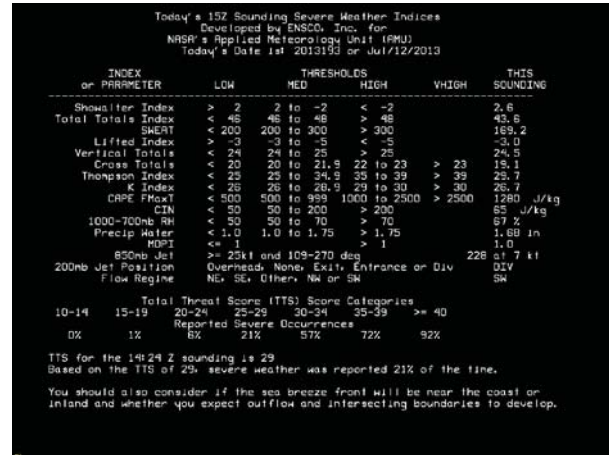 Today's 15Z Sounding Severe Weather Indices
Developed by ENSCO, Inc. for
NASA's Applied Meteorology Unit (AMU)
Today's Date is: 2013193 or Jul/12/2013
INDEX THRESHOLDS THIS
or PARAMETER LOW MED HIGH VHIGH SOUNDING
Showalter Index > 2 2 to -2 < -2 2.6
Total Totals Index < 46 46 to 48 > 48 43.6
SWEAT < 200 200 to 300 > 300 169.2
Lifted Index > -3 -3 to -5 < -5 -3.0
Vertical Totals < 24 24 to 25 > 25 24.5
Cross Totals < 20 20 to 21.9 22 to 23 > 23 19.1
Thompson Index < 25 25 to 34.9 35 to 39 > 39 29.7
K Index < 26 26 to 28.9 29 to 30 > 30 26.7
CAPE FMaxT < 500 500 to 999 1000 to 2500 > 2500 1280 J/kg
CIN < 50 50 to 200 > 200 65 J/kg
1000-700mb RH < 50 50 to 70 > 70 67 %
Precip Water < 1.0 1.0 to 1.75 > 1.75 1.68 in
MDPI <= 1 > 1 1.0
850mb Jet >= 25kt and 109-270 deg 228 at 7 kt
200mb Jet Position Overhead, None, Exit, Entrance or Div DIV
Flow Regime NE, SE, Other, NW or SW SW
Total Threat Score (TTS) Score Categories
10-14 15-19 20-24 25-29 30-34 35-39 >= 40
Reported Severe Occurrences
0% 1% 6% 21% 57% 72% 92%
TTS for the 14:24 Z sounding is 29
Based on the TTS of 29, severe weather was reported 21% of the time.
You should also consider if the sea breeze front will be near the coast or
inland and whether you expect outflow and intersecting boundaries to develop.